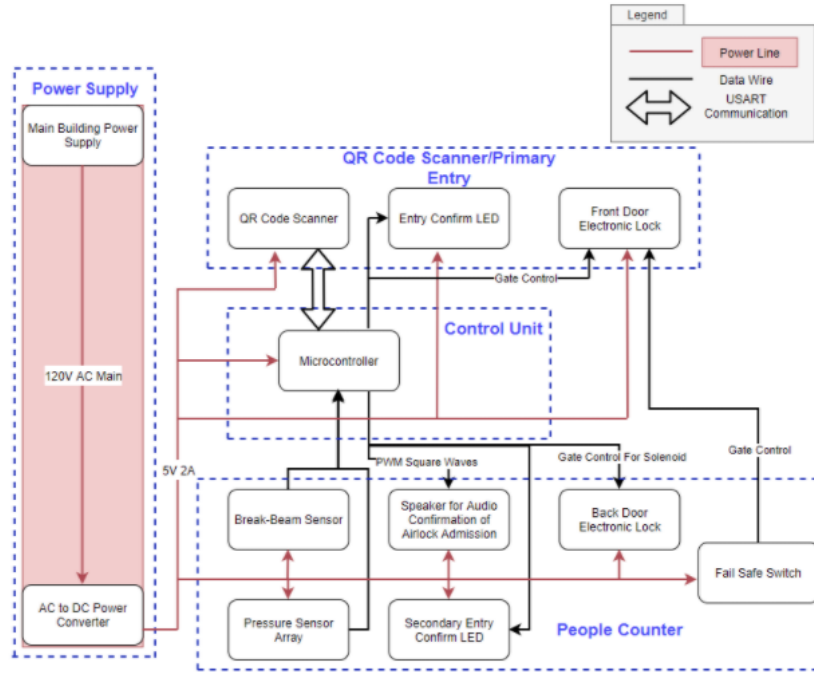 Legend
Power Line
Data Wire
USART
Communication
Power Supply
Main Building Power
Supply
120V AC Main
AC to DC Power
Converter
5V 2A
QR Code Scanner/Primary
Entry
QR Code Scanner
Entry Confirm LED
Front Door
Electronic Lock
Gate Control
Control Unit
Microcontroller
PWM Square Waves
Gate Control For Solenoid
Gate Control
Break-Beam Sensor
Speaker for Audio
Confirmation of
Airlock Admission
Back Door
Electronic Lock
Fail Safe Switch
Pressure Sensor
Array
Secondary Entry
Confirm LED
People Counter